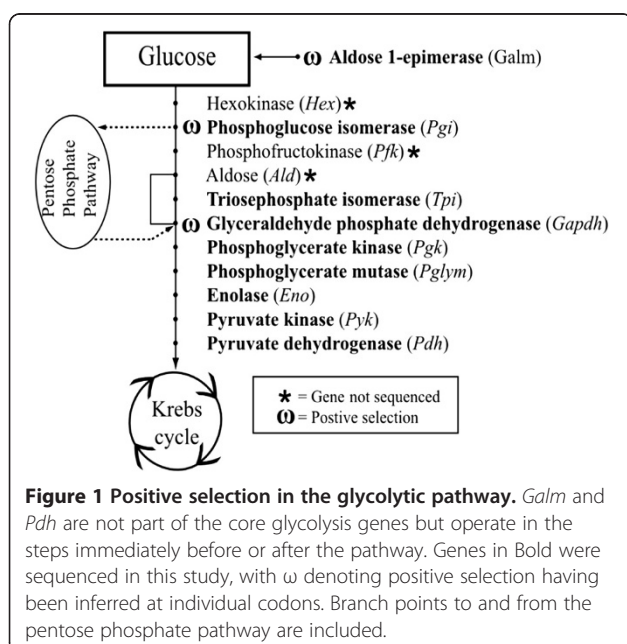 Glucose
ω Aldose 1-epimerase (Galm)
Hexokinase (Hex)*
ω Phosphoglucose isomerase (Pgi)
Phosphofructokinase (Pfk)*
Aldose (Ald)*
Triosephosphate isomerase (Tpi)
ω Glyceraldehyde phosphate dehydrogenase (Gapdh)
Phosphoglycerate kinase (Pgk)
Phosphoglycerate mutase (Pglym)
Enolase (Eno)
Pyruvate kinase (Pyk)
Pyruvate dehydrogenase (Pdh)
Pentose
Phosphate
Pathway
Krebs
cycle
* = Gene not sequenced
ω = Postive selection
Figure 1 Positive selection in the glycolytic pathway. Galm and
Pdh are not part of the core glycolysis genes but operate in the
steps immediately before or after the pathway. Genes in Bold were
sequenced in this study, with ω denoting positive selection having
been inferred at individual codons. Branch points to and from the
pentose phosphate pathway are included.